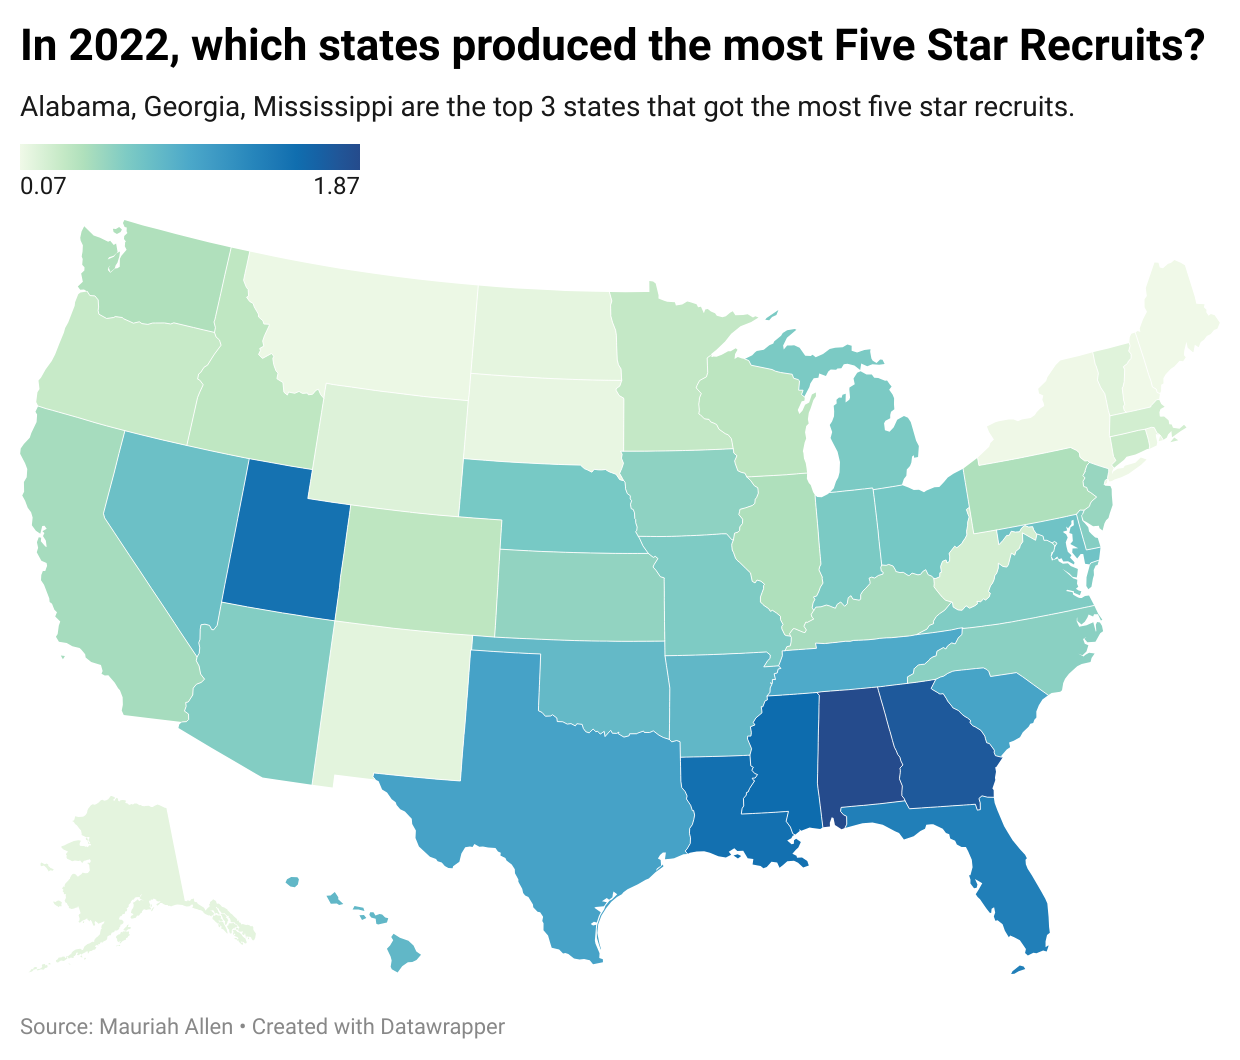 In 2022, which states produced the most Five Star Recruits?
Alabama, Georgia, Mississippi are the top 3 states that got the most five star recruits.
0.07 1.87
Source: Mauriah Allen • Created with Datawrapper